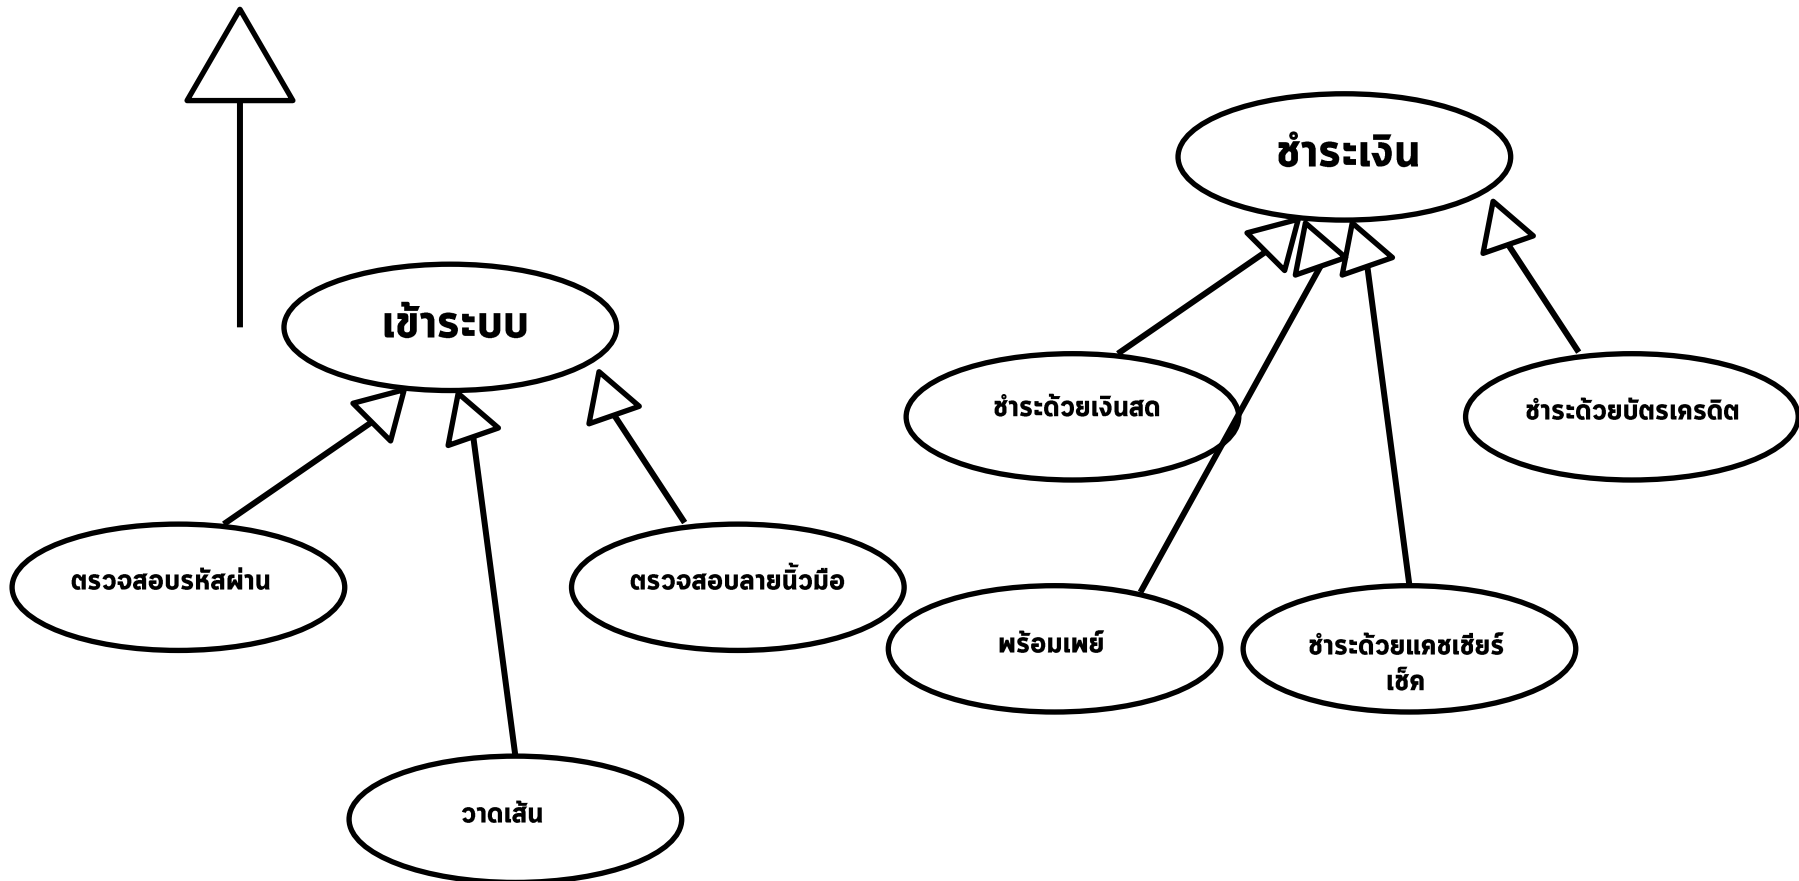 ชำระเงิน
เข้าระบบ
ชำระด้วยเงินสด
ชำระด้วยบัตรเครดิต
ตรวจสอบรหัสผ่าน
ตรวจสอบลายนิ้วมือ
พร้อมเพย์
ชำระด้วยแคชเชียร์
เช็ค
วาดเส้น